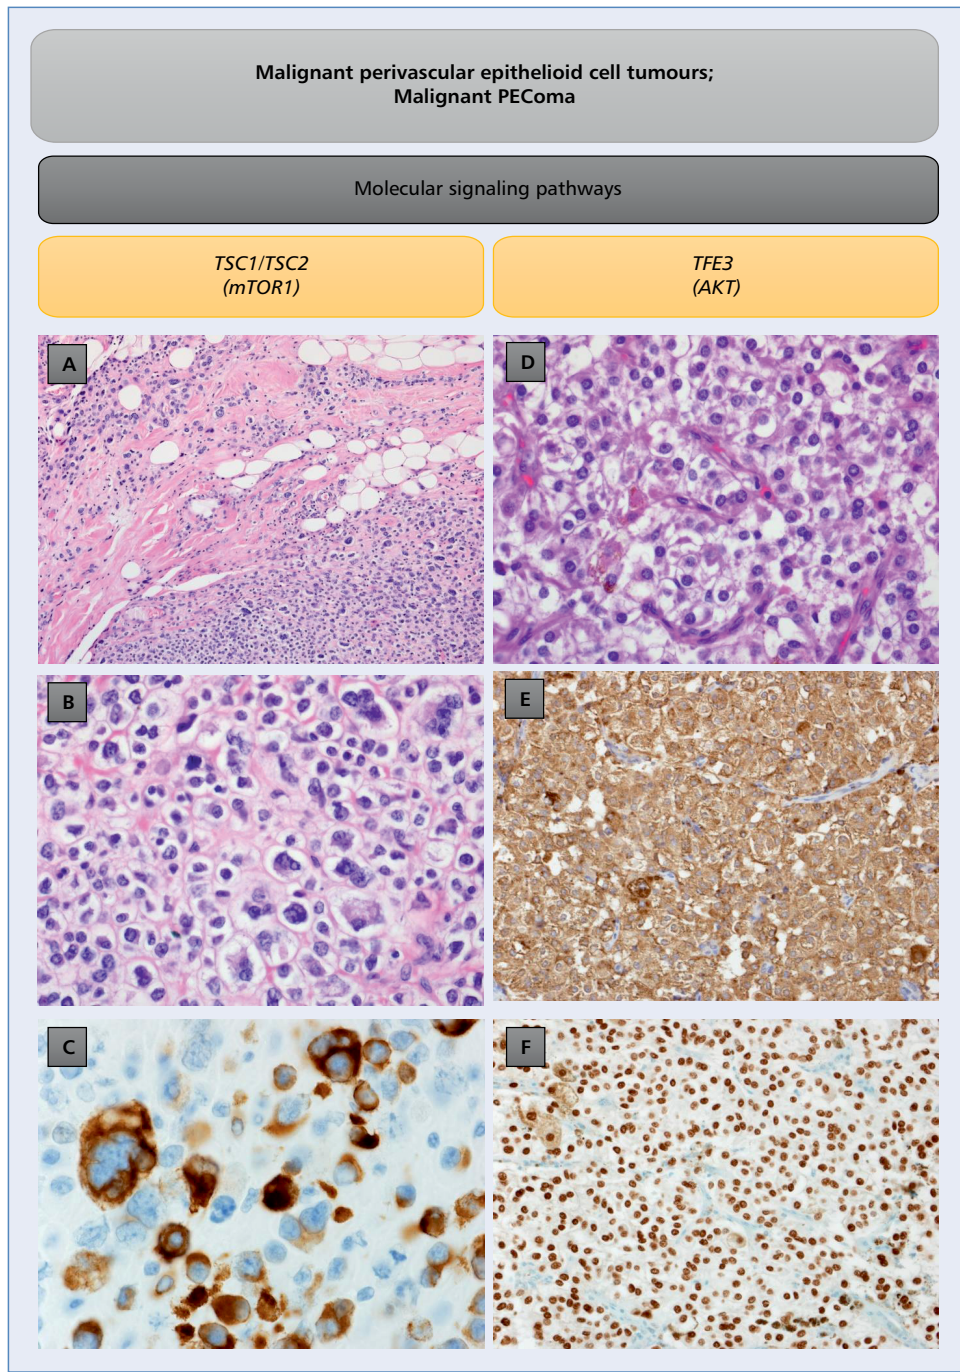 Malignant perivascular epithelioid cell tumours;
Malignant PEComa
Molecular signaling pathways
TSC1/TSC2
(mTOR1)
TFE3
(AKT)
A
D
B
E
C
F